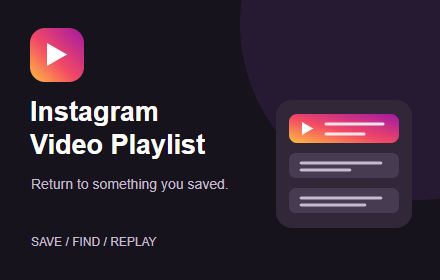 Instagram
Video Playlist
Return to something you saved.
SAVE / FIND / REPLAY